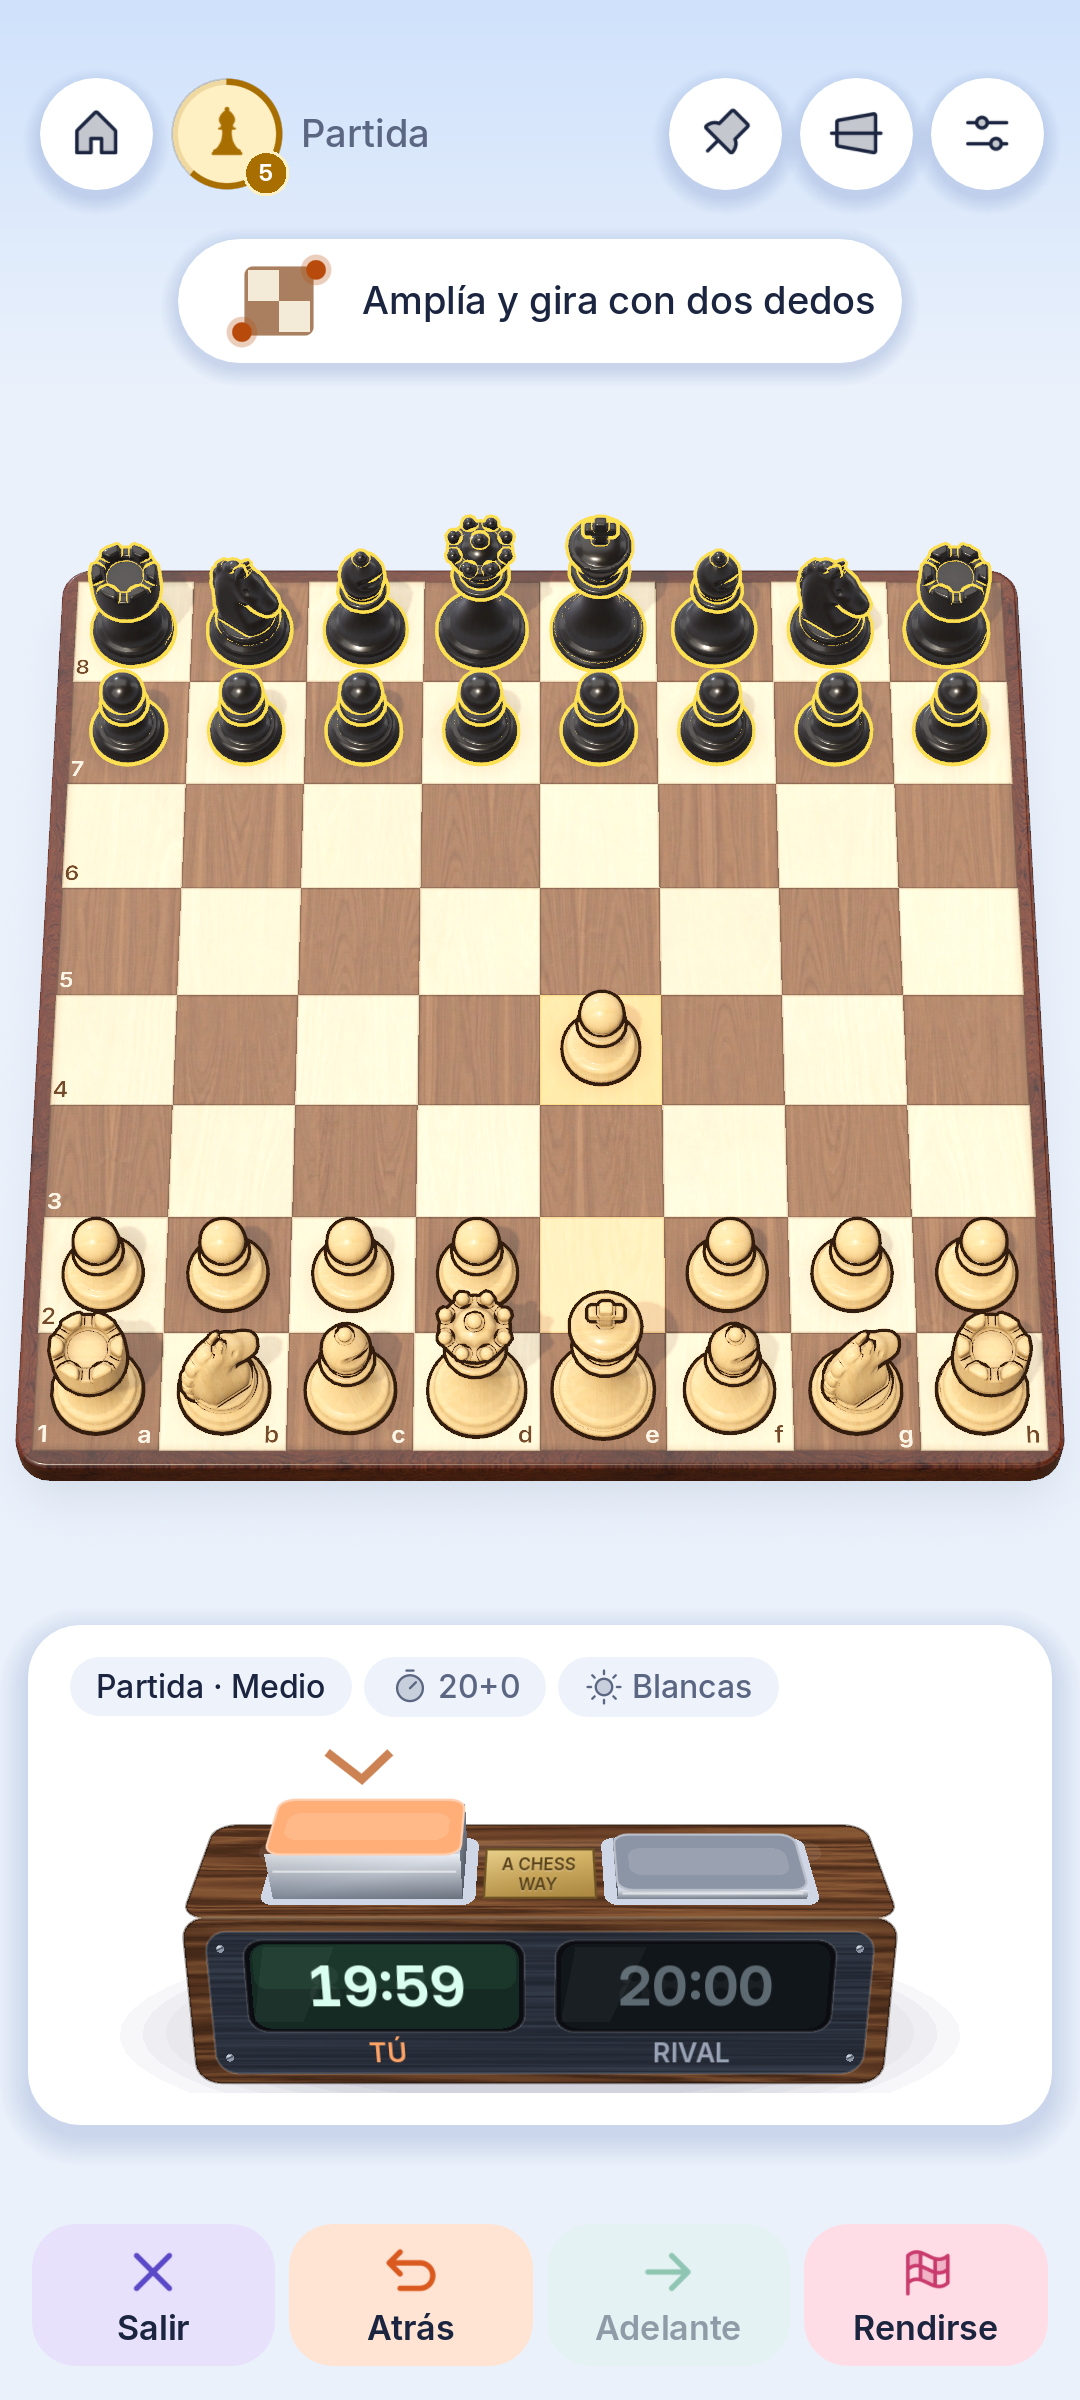 Partida
5
Amplía y gira con dos dedos
8
7
6
5
4
3
2
1 a b c d e f g h
Partida · Medio
20+0
Blancas
A CHESS
WAY
19:59
20:00
TÚ
RIVAL
Salir
Atrás
Adelante
Rendirse